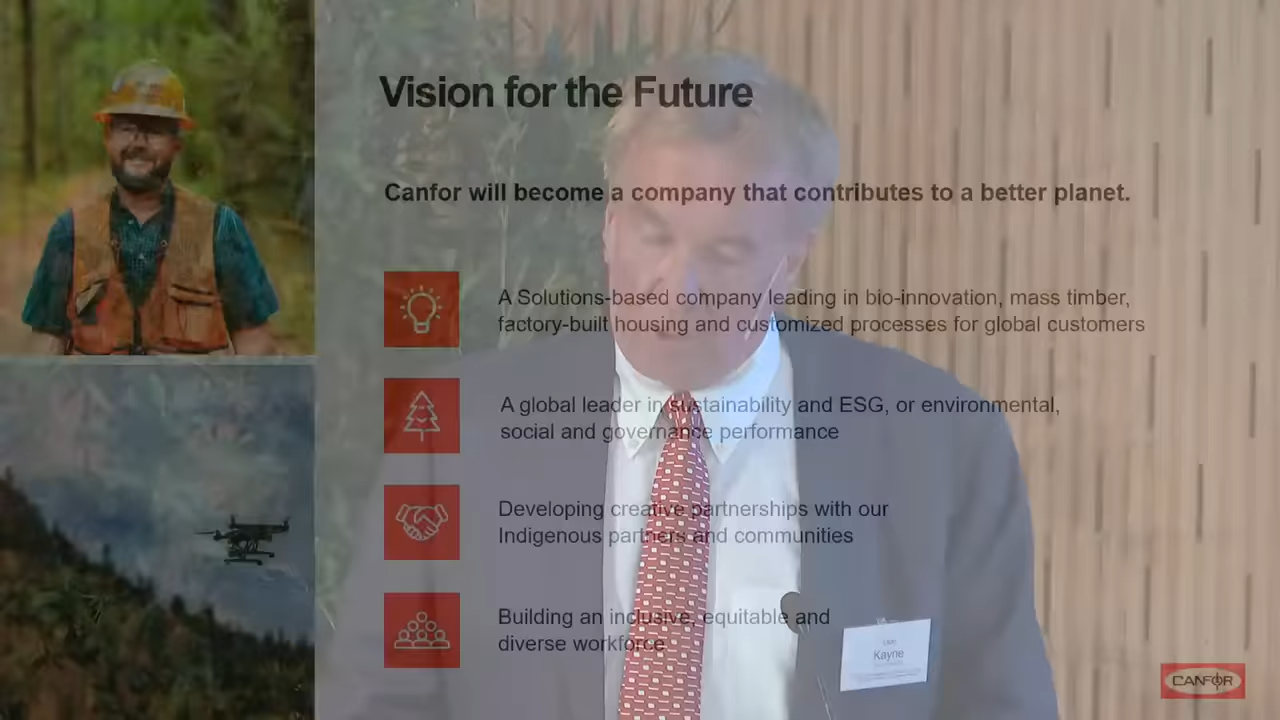 Vision for the Future
Canfor will become a company that contributes to a better planet.
A Solutions-based company leading in bio-innovation, mass timber,
factory-built housing and customized processes for global customers
A global leader in sustainability and ESG, or environmental,
social and governance performance
Developing creative partnerships with our
Indigenous partners and communities
Building an inclusive, equitable and
diverse workforce
Kayne
CANFOR